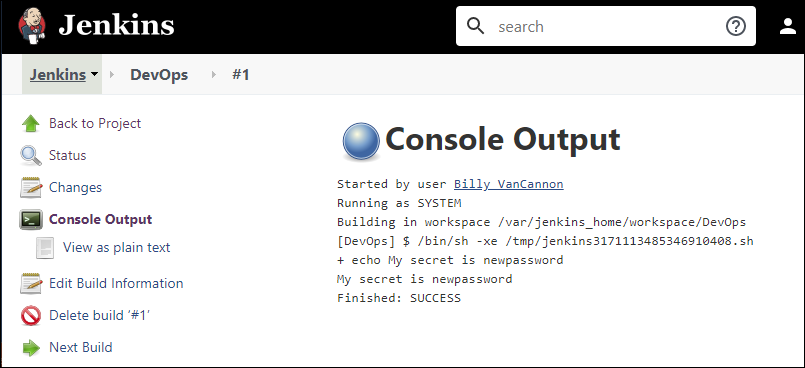 Jenkins
search
Jenkins
DevOps
#1
Back to Project
Status
Changes
Console Output
View as plain text
Edit Build Information
Delete build '#1'
Next Build
Console Output
Started by user Billy VanCannon
Running as SYSTEM
Building in workspace /var/jenkins_home/workspace/DevOps
[DevOps] $ /bin/sh -xe /tmp/jenkins3171113485346910408.sh
+ echo My secret is newpassword
My secret is newpassword
Finished: SUCCESS